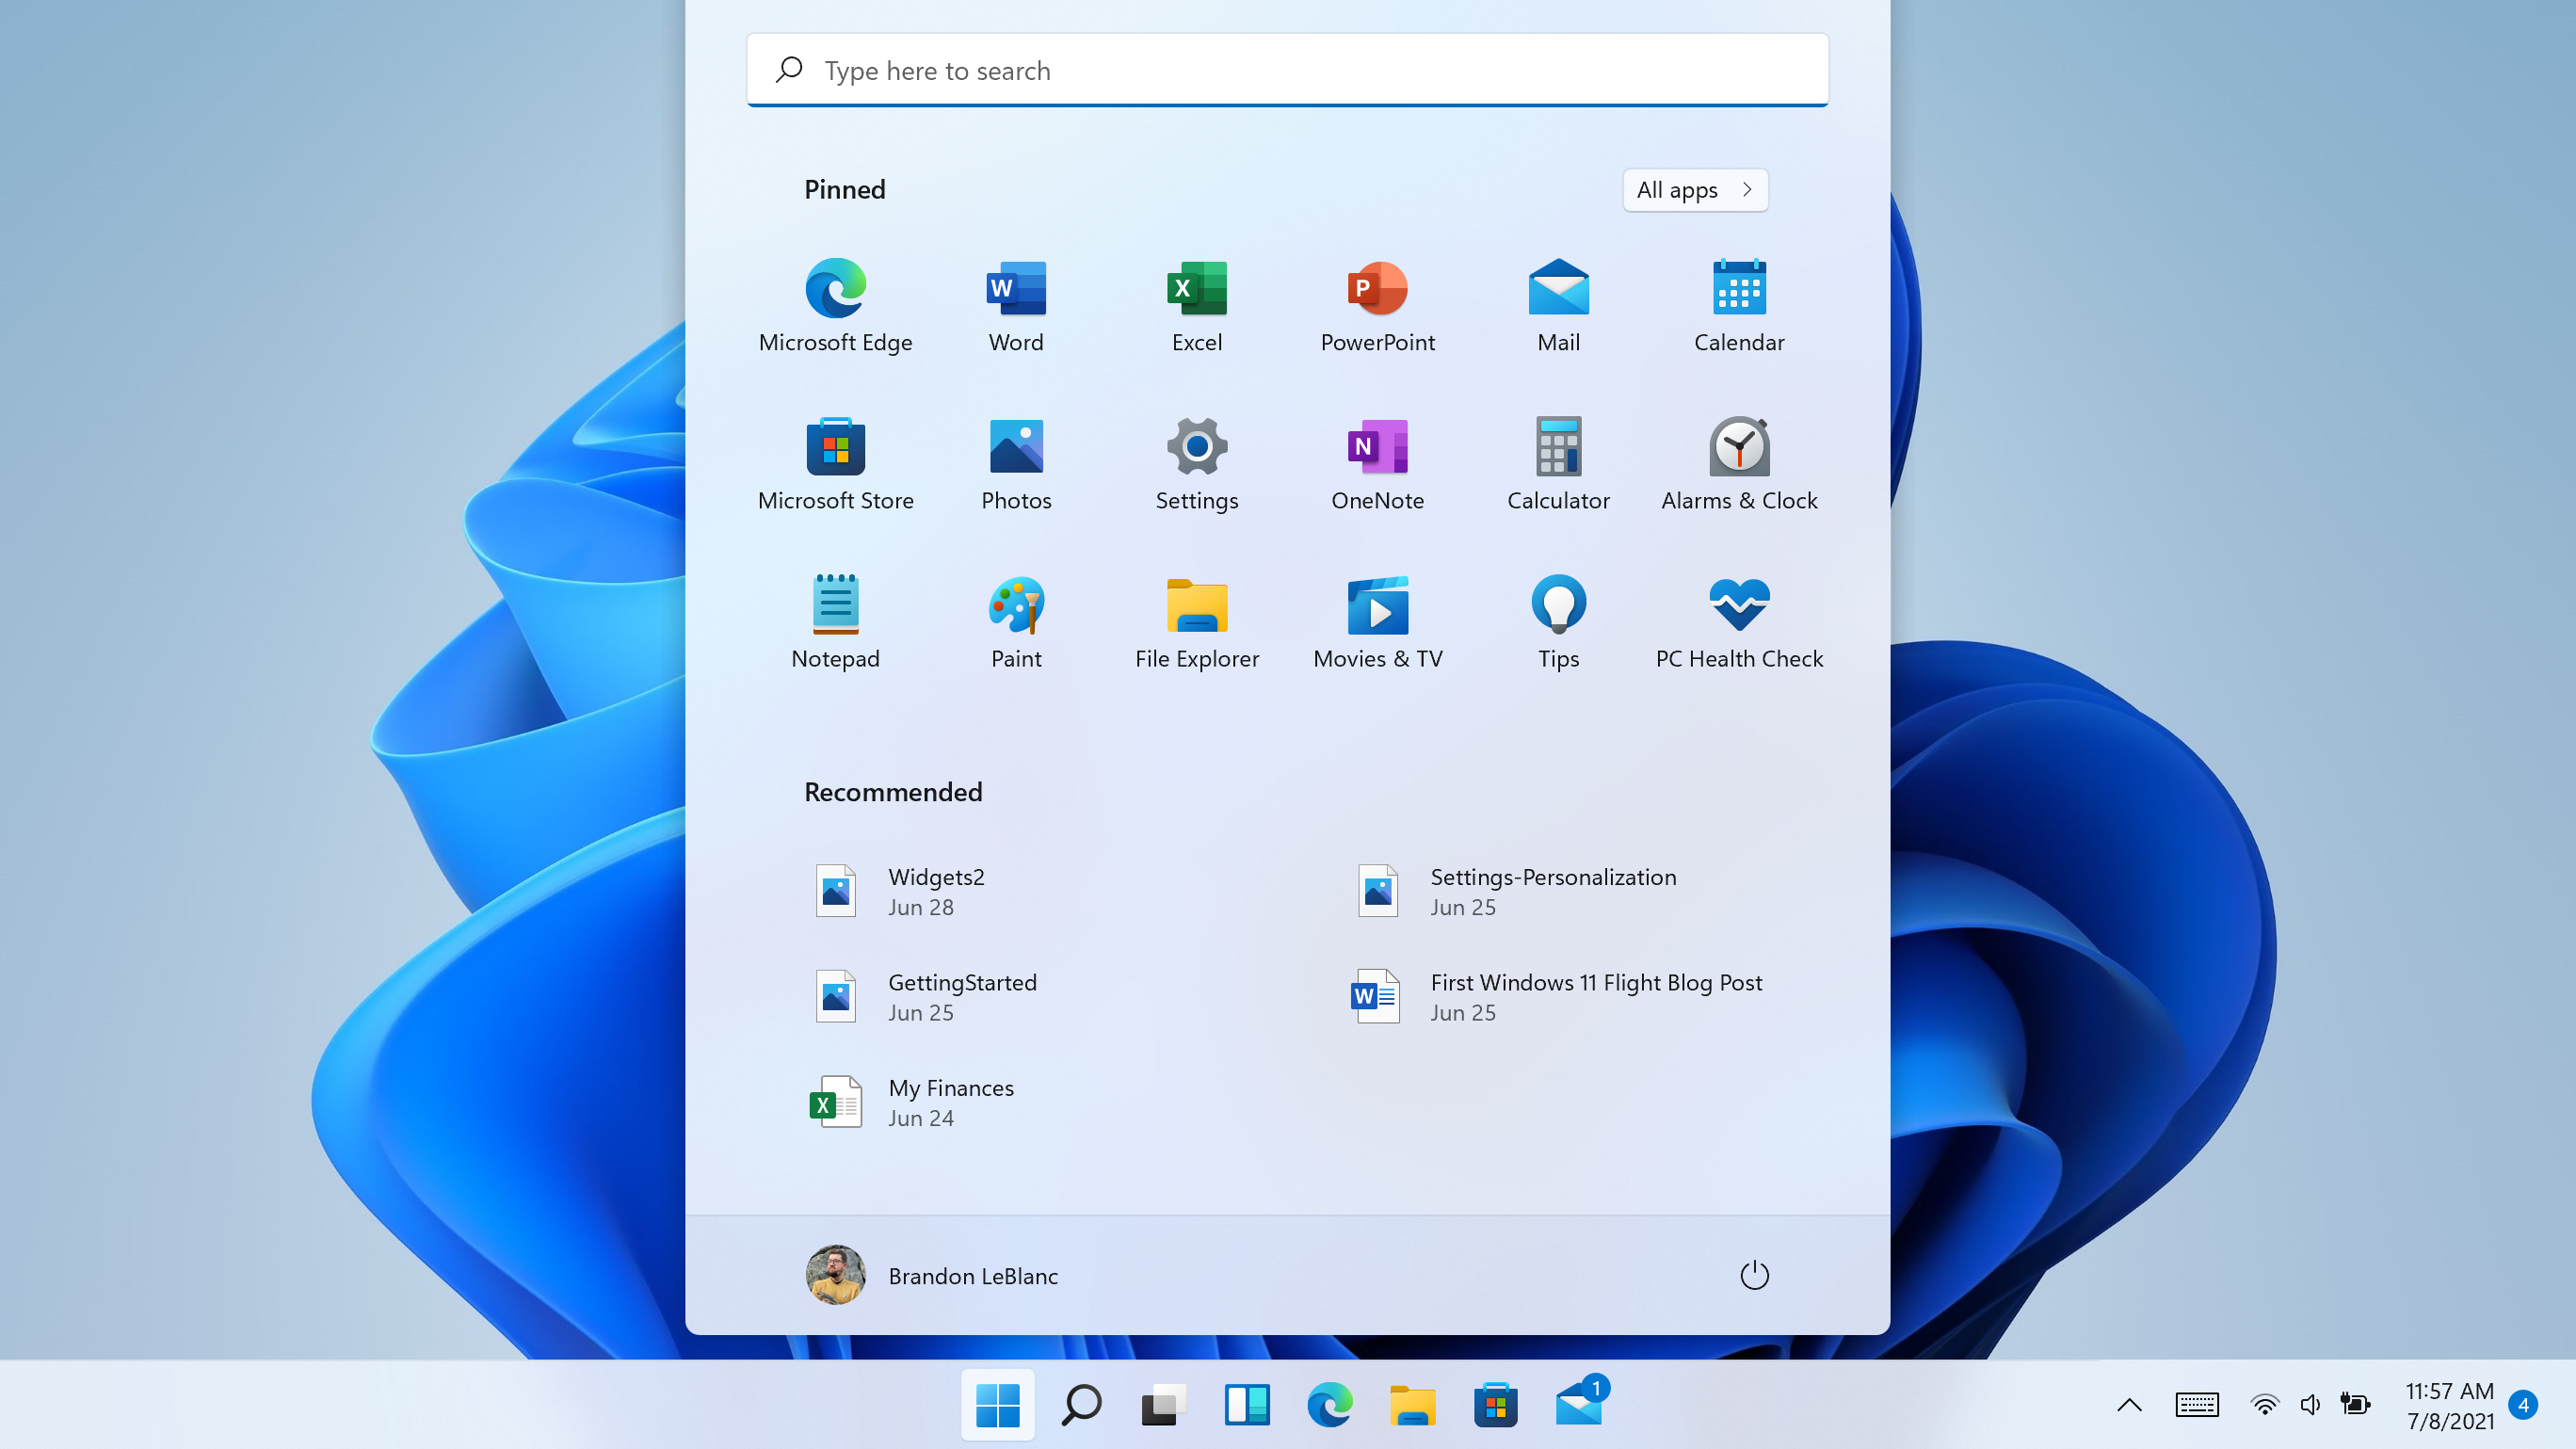 Type here to search
Pinned
All apps
Microsoft Edge
Word
Excel
PowerPoint
Mail
Calendar
Microsoft Store
Photos
Settings
OneNote
Calculator
Alarms & Clock
Notepad
Paint
File Explorer
Movies & TV
Tips
PC Health Check
Recommended
Widgets2
Jun 28
Settings-Personalization
Jun 25
GettingStarted
Jun 25
First Windows 11 Flight Blog Post
Jun 25
My Finances
Jun 24
Brandon LeBlanc
1
11:57 AM
7/8/2021
4